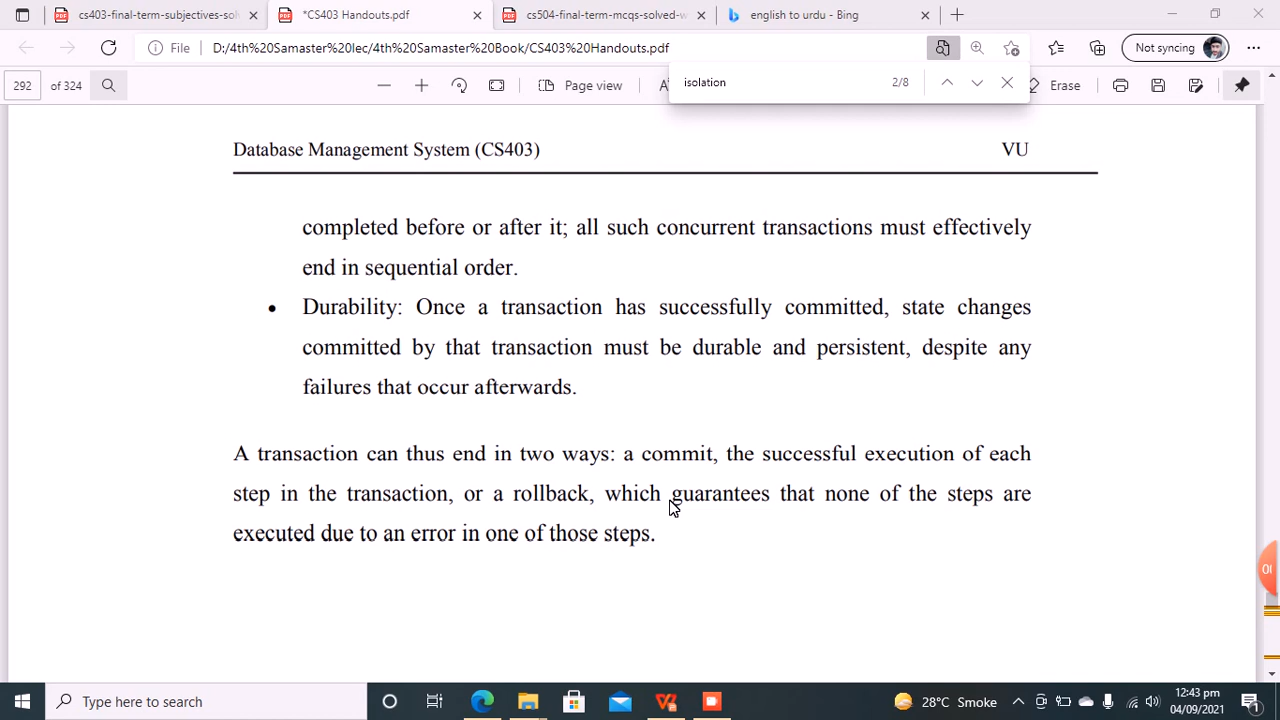 cs403-final-term-subjectives-sol
*CS403 Handouts.pdf
cs504-final-term-mcqs-solved-w
english to urdu - Bing
File
D:/4th%20Samaster%20lec/4th%20Samaster%20Book/CS403%20Handouts.pdf
Not syncing
292 of 324
Page view
isolation 2/8
Erase
Database Management System (CS403) VU
completed before or after it; all such concurrent transactions must effectively
end in sequential order.
• Durability: Once a transaction has successfully committed, state changes
committed by that transaction must be durable and persistent, despite any
failures that occur afterwards.
A transaction can thus end in two ways: a commit, the successful execution of each
step in the transaction, or a rollback, which guarantees that none of the steps are
executed due to an error in one of those steps.
Type here to search
28°C Smoke
12:43 pm
04/09/2021